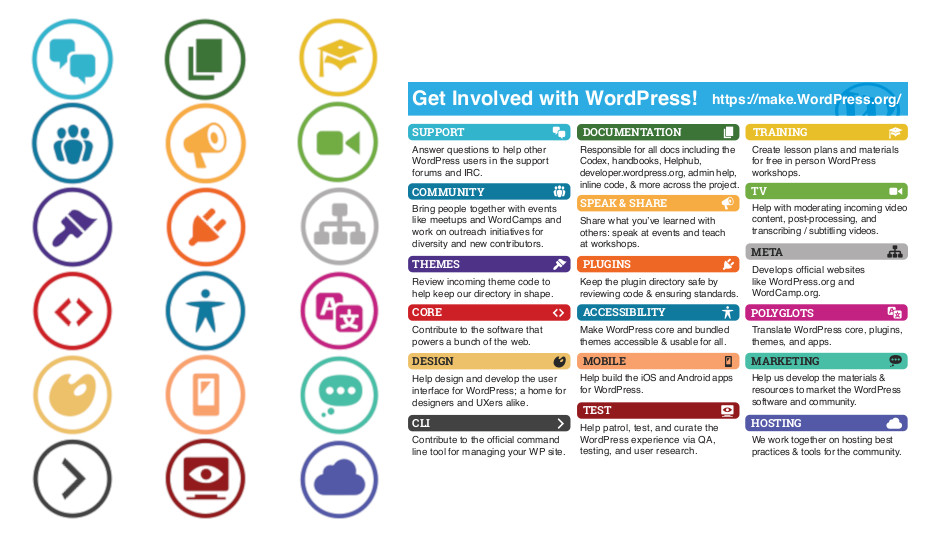 Get Involved with WordPress! https://make.WordPress.org/
SUPPORT
Answer questions to help other
WordPress users in the support
forums and IRC.
COMMUNITY
Bring people together with events
like meetups and WordCamps and
work on outreach initiatives for
diversity and new contributors.
THEMES
Review incoming theme code to
help keep our directory in shape.
CORE
Contribute to the software that
powers a bunch of the web.
DESIGN
Help design and develop the user
interface for WordPress; a home for
designers and UXers alike.
CLI
Contribute to the official command
line tool for managing your WP site.
DOCUMENTATION
Responsible for all docs including the
Codex, handbooks, Helphub,
developer.wordpress.org, admin help,
inline code, & more across the project.
SPEAK & SHARE
Share what you've learned with
others: speak at events and teach
at workshops.
PLUGINS
Keep the plugin directory safe by
reviewing code & ensuring standards.
ACCESSIBILITY
Make WordPress core and bundled
themes accessible & usable for all.
MOBILE
Help build the iOS and Android apps
for WordPress.
TEST
Help patrol, test, and curate the
WordPress experience via QA,
testing, and user research.
TRAINING
Create lesson plans and materials
for free in person WordPress
workshops.
TV
Help with moderating incoming video
content, post-processing, and
transcribing / subtitling videos.
META
Develops official websites
like WordPress.org and
WordCamp.org.
POLYGLOTS
Translate WordPress core, plugins,
themes, and apps.
MARKETING
Help us develop the materials &
resources to market the WordPress
software and community.
HOSTING
We work together on hosting best
practices & tools for the community.